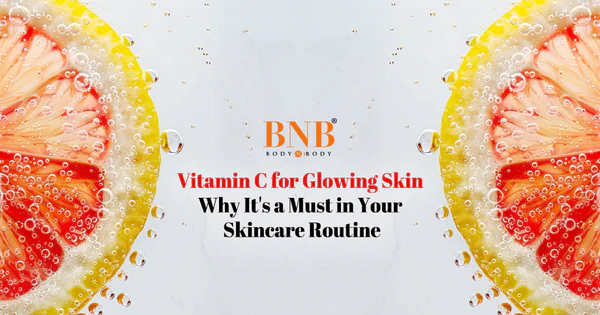 BNB®
BODY N BODY
Vitamin C for Glowing Skin
Why It's a Must in Your
Skincare Routine